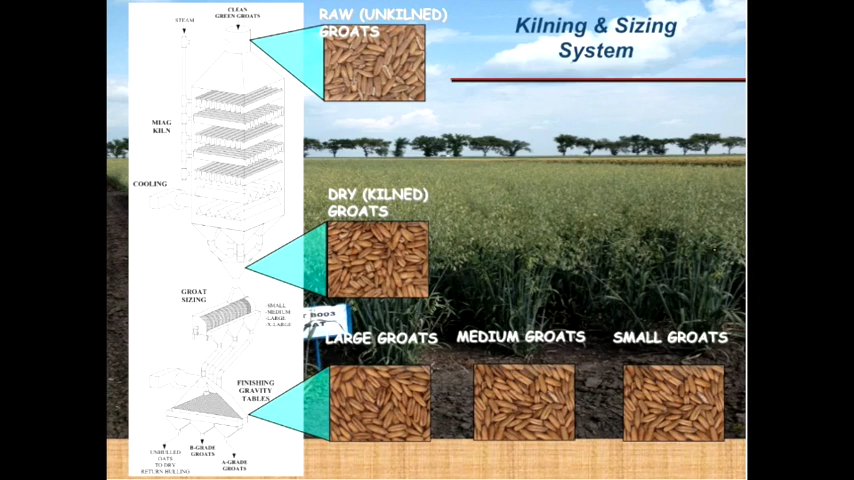 Kilning & Sizing
System
CLEAN
GREEN GROATS
STEAM
RAW (UNKILNED)
GROATS
MIAG
KILN
COOLING
DRY (KILNED)
GROATS
GROAT
SIZING
SMALL
-MEDIUM
-LARGE
-X-LARGE
T B003
LARGE GROATS
MEDIUM GROATS
SMALL GROATS
FINISHING
GRAVITY
TABLES
UNHULLED
OATS
TO DRY
RETURN HULLING
B-GRADE
GROATS
A-GRADE
GROATS